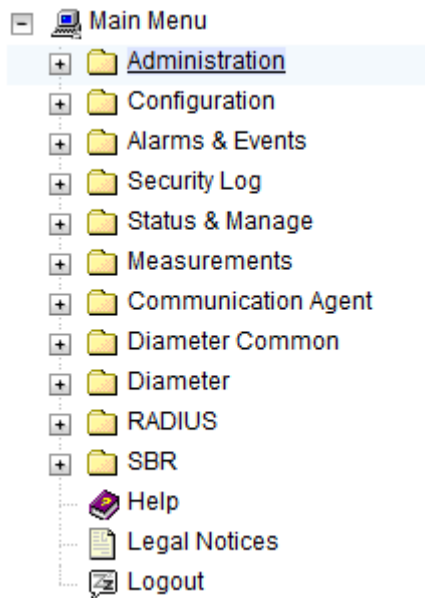 Main Menu
Administration
Configuration
Alarms & Events
Security Log
Status & Manage
Measurements
Communication Agent
Diameter Common
Diameter
RADIUS
SBR
Help
Legal Notices
Logout